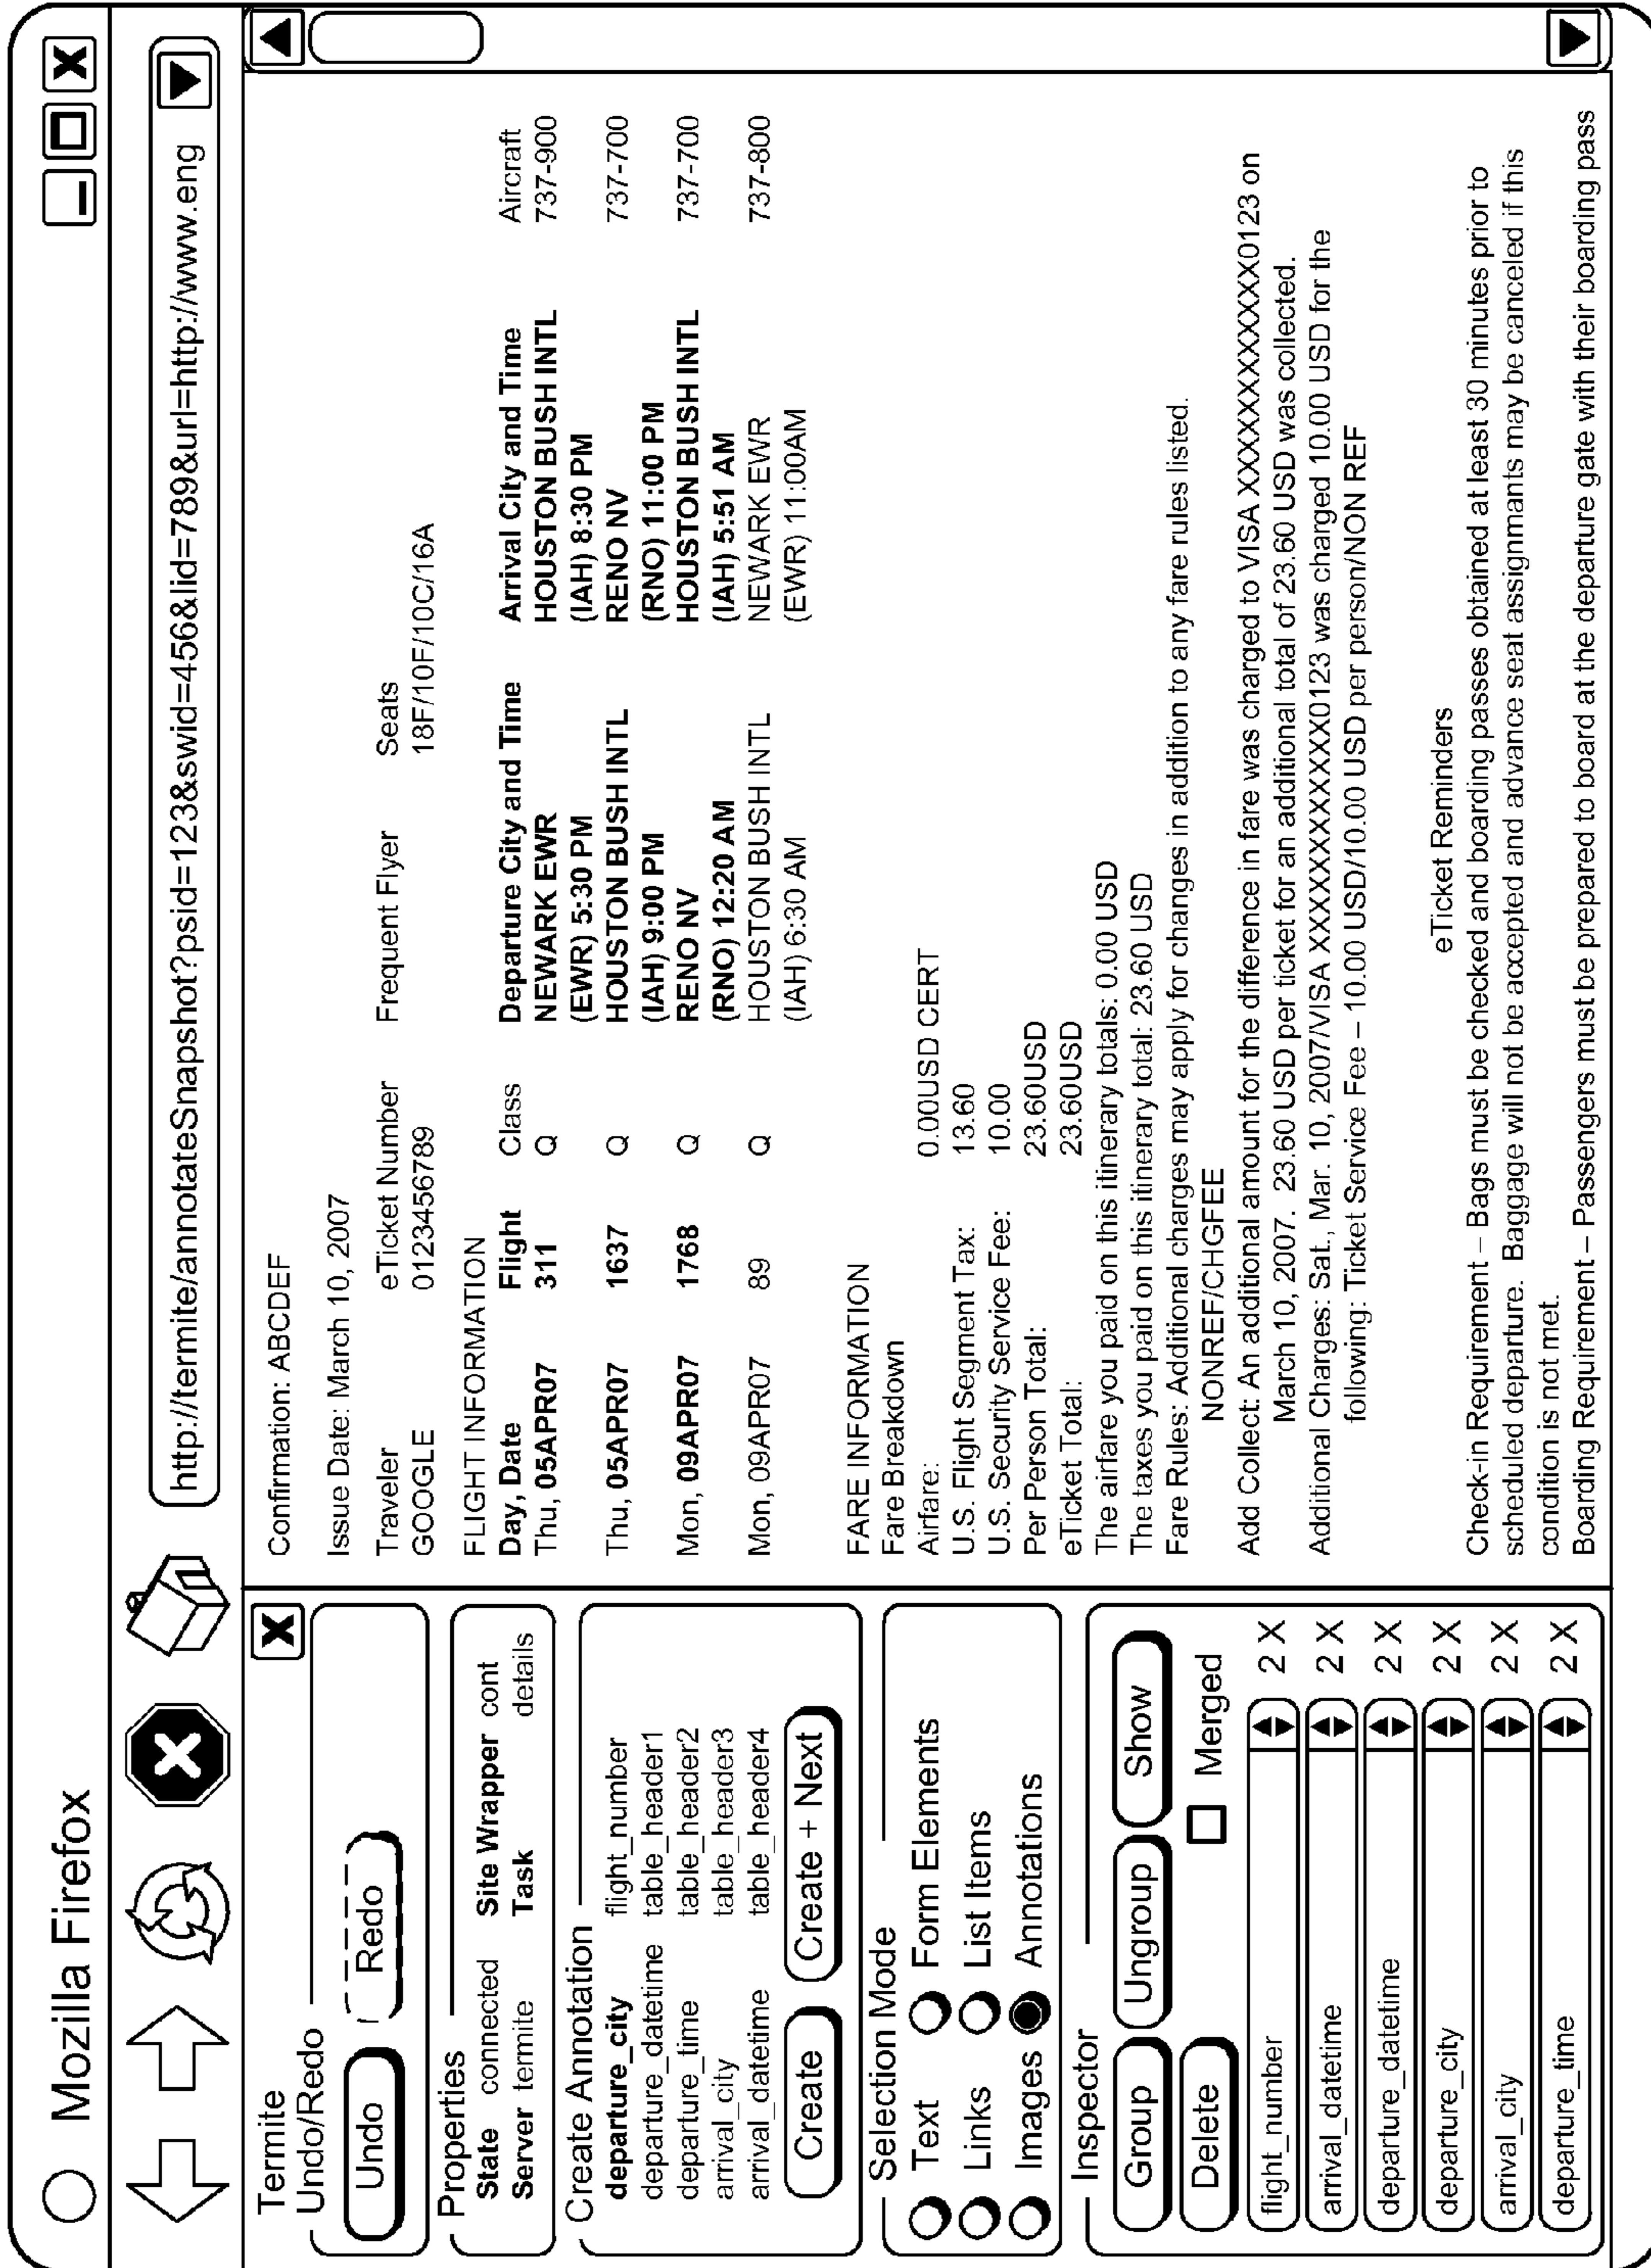 Mozilla Firefox
http://termite/annotateSnapshot?psid=123&swid=456&lid=789&url=http://www.eng
Termite
Undo/Redo
Undo Redo
Properties
State connected Site Wrapper cont
Server termite Task details
Create Annotation
departure_city flight_number
departure_datetime table_header1
departure_time table_header2
arrival_city table_header3
arrival_datetime table_header4
Create Create + Next
Selection Mode
Text Form Elements
Links List Items
Images Annotations
Inspector
Group Ungroup Show
Delete Merged
flight_number 2 X
arrival_datetime 2 X
departure_datetime 2 X
departure_city 2 X
arrival_city 2 X
departure_time 2 X
Confirmation: ABCDEF
Issue Date: March 10, 2007
Traveler eTicket Number Frequent Flyer Seats
GOOGLE 0123456789 18F/10F/10C/16A
FLIGHT INFORMATION
Day, Date Flight Class Departure City and Time Arrival City and Time Aircraft
Thu, 05APR07 311 Q NEWARK EWR HOUSTON BUSH INTL 737-900
(EWR) 5:30 PM (IAH) 8:30 PM
Thu, 05APR07 1637 Q HOUSTON BUSH INTL RENO NV 737-700
(IAH) 9:00 PM (RNO) 11:00 PM
Mon, 09APR07 1768 Q RENO NV HOUSTON BUSH INTL 737-700
(RNO) 12:20 AM (IAH) 5:51 AM
Mon, 09APR07 89 Q HOUSTON BUSH INTL NEWARK EWR 737-800
(IAH) 6:30 AM (EWR) 11:00AM
FARE INFORMATION
Fare Breakdown
Airfare: 0.00USD CERT
U.S. Flight Segment Tax: 13.60
U.S. Security Service Fee: 10.00
Per Person Total: 23.60USD
eTicket Total: 23.60USD
The airfare you paid on this itinerary totals: 0.00 USD
The taxes you paid on this itinerary total: 23.60 USD
Fare Rules: Additional charges may apply for changes in addition to any fare rules listed.
NONREF/CHGFEE
Add Collect: An additional amount for the difference in fare was charged to VISA XXXXXXXXXXXXX0123 on
March 10, 2007. 23.60 USD per ticket for an additional total of 23.60 USD was collected.
Additional Charges: Sat., Mar. 10, 2007/VISA XXXXXXXXXXXXX0123 was charged 10.00 USD for the
following: Ticket Service Fee – 10.00 USD/10.00 USD per person/NON REF
eTicket Reminders
Check-in Requirement – Bags must be checked and boarding passes obtained at least 30 minutes prior to
scheduled departure. Baggage will not be accepted and advance seat assignmants may be canceled if this
condition is not met.
Boarding Requirement – Passengers must be prepared to board at the departure gate with their boarding pass